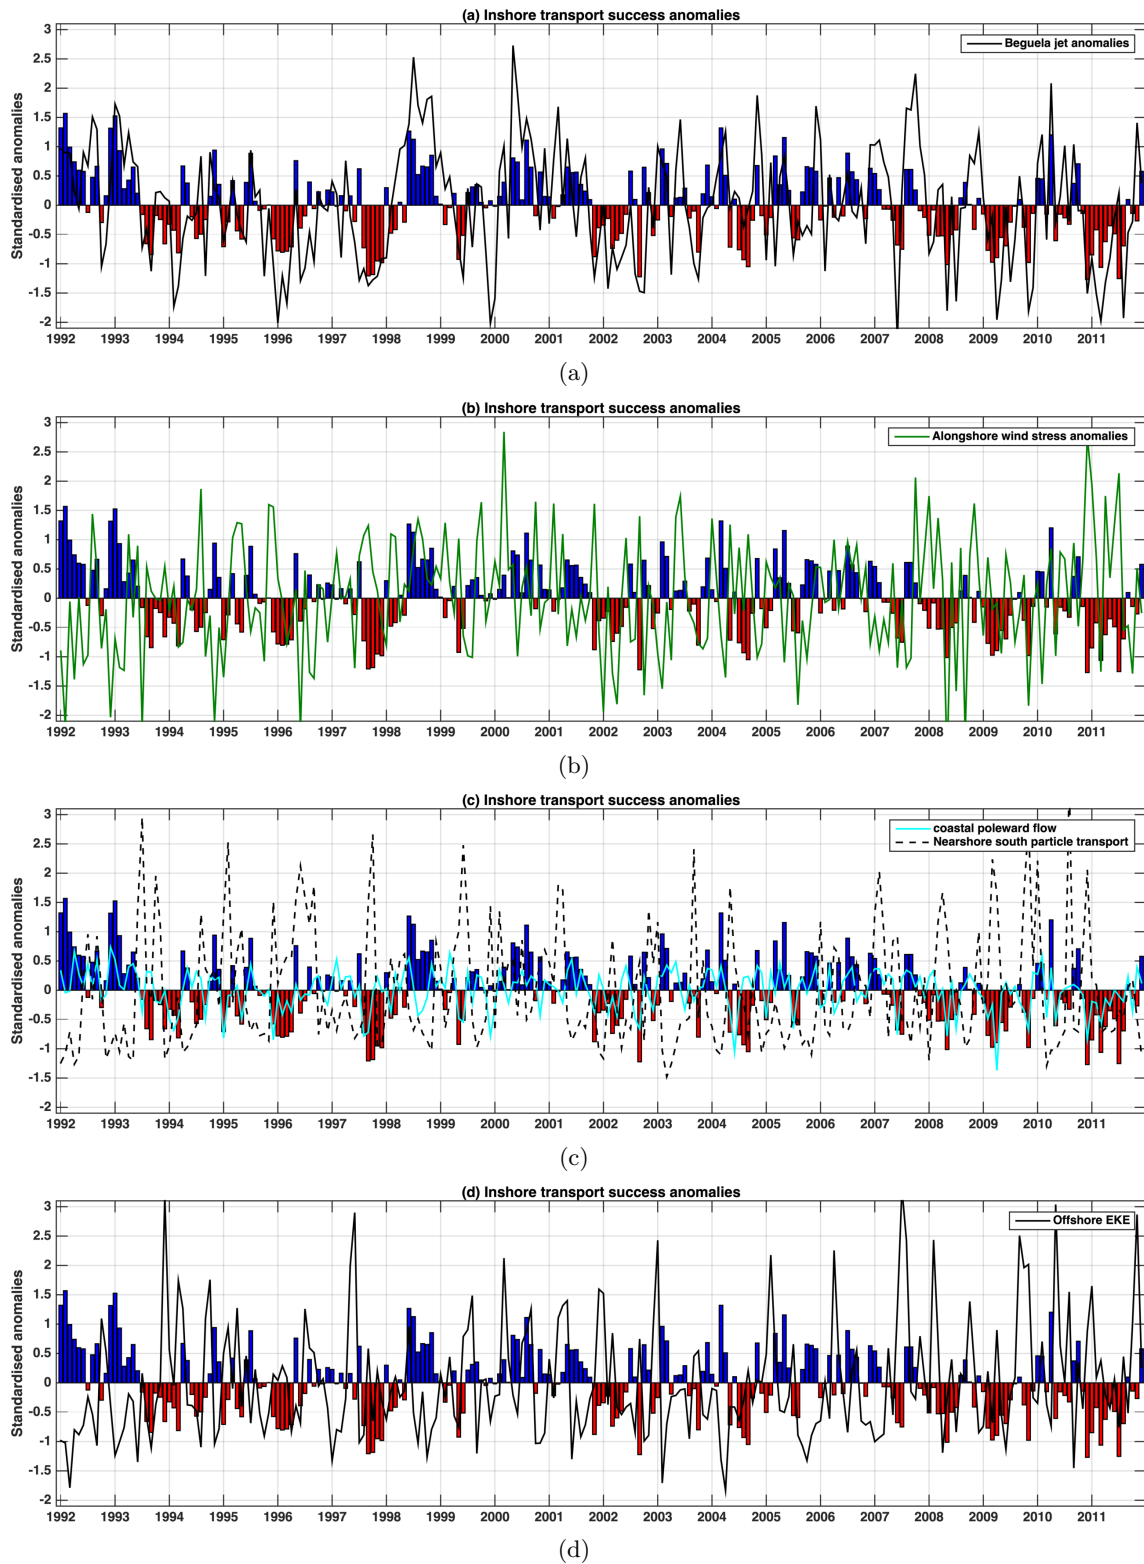 (a) Inshore transport success anomalies
Beguela jet anomalies
Standardised anomalies
3
2.5
2
1.5
1
0.5
0
-0.5
-1
-1.5
-2
1992 1993 1994 1995 1996 1997 1998 1999 2000 2001 2002 2003 2004 2005 2006 2007 2008 2009 2010 2011
(a)
(b) Inshore transport success anomalies
Alongshore wind stress anomalies
Standardised anomalies
3
2.5
2
1.5
1
0.5
0
-0.5
-1
-1.5
-2
1992 1993 1994 1995 1996 1997 1998 1999 2000 2001 2002 2003 2004 2005 2006 2007 2008 2009 2010 2011
(b)
(c) Inshore transport success anomalies
coastal poleward flow
Nearshore south particle transport
Standardised anomalies
3
2.5
2
1.5
1
0.5
0
-0.5
-1
-1.5
-2
1992 1993 1994 1995 1996 1997 1998 1999 2000 2001 2002 2003 2004 2005 2006 2007 2008 2009 2010 2011
(c)
(d) Inshore transport success anomalies
Offshore EKE
Standardised anomalies
3
2.5
2
1.5
1
0.5
0
-0.5
-1
-1.5
-2
1992 1993 1994 1995 1996 1997 1998 1999 2000 2001 2002 2003 2004 2005 2006 2007 2008 2009 2010 2011
(d)